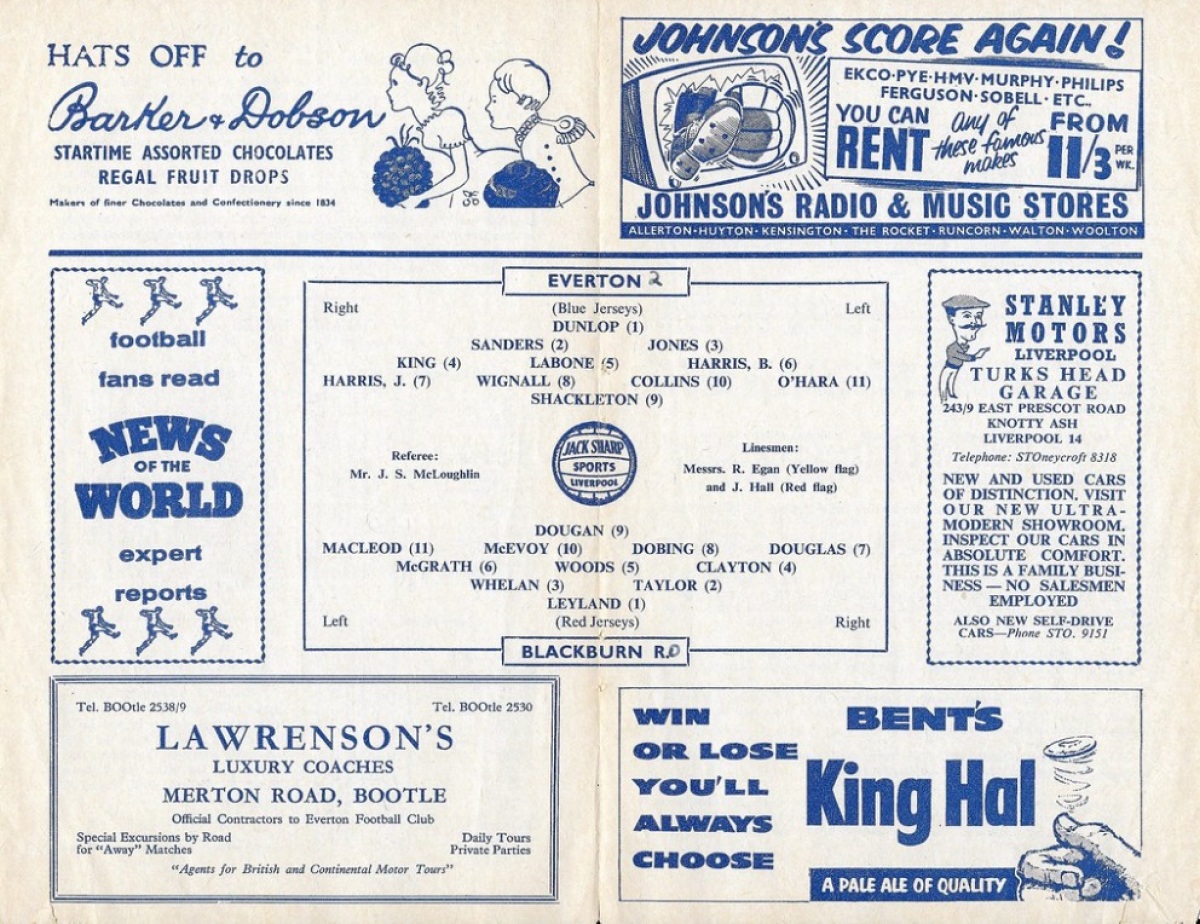 HATS OFF to
Barker & Dobson
STARTIME ASSORTED CHOCOLATES
REGAL FRUIT DROPS
Makers of finer Chocolates and Confectionery since 1834
JOHNSON'S SCORE AGAIN!
EKCO·PYE·HMV·MURPHY·PHILIPS
FERGUSON·SOBELL·ETC.,
YOU CAN
RENT
any of
these famous
makes
FROM
11/3 PER
WK.
JOHNSON'S RADIO & MUSIC STORES
ALLERTON·HUYTON·KENSINGTON·THE ROCKET·RUNCORN·WALTON·WOOLTON
football
fans read
NEWS
OF THE
WORLD
expert
reports
EVERTON 2
Right (Blue Jerseys) Left
DUNLOP (1)
SANDERS (2) JONES (3)
KING (4) LABONE (5) HARRIS, B. (6)
HARRIS, J. (7) WIGNALL (8) COLLINS (10) O'HARA (11)
SHACKLETON (9)
Referee:
Mr. J. S. McLoughlin
JACK SHARP
SPORTS
LIVERPOOL
Linesmen:
Messrs. R. Egan (Yellow flag)
and J. Hall (Red flag)
DOUGAN (9)
MACLEOD (11) McEVOY (10) DOBING (8) DOUGLAS (7)
McGRATH (6) WOODS (5) CLAYTON (4)
WHELAN (3) TAYLOR (2)
LEYLAND (1)
Left (Red Jerseys) Right
BLACKBURN R. 0
STANLEY
MOTORS
LIVERPOOL
TURKS HEAD
GARAGE
243/9 EAST PRESCOT ROAD
KNOTTY ASH
LIVERPOOL 14
Telephone: STOneycroft 8318
NEW AND USED CARS
OF DISTINCTION. VISIT
OUR NEW ULTRA-
MODERN SHOWROOM.
INSPECT OUR CARS IN
ABSOLUTE COMFORT.
THIS IS A FAMILY BUSI-
NESS — NO SALESMEN
EMPLOYED
ALSO NEW SELF-DRIVE
CARS—Phone STO. 9151
Tel. BOOtle 2538/9 Tel. BOOtle 2530
LAWRENSON'S
LUXURY COACHES
MERTON ROAD, BOOTLE
Official Contractors to Everton Football Club
Special Excursions by Road
for "Away" Matches
Daily Tours
Private Parties
"Agents for British and Continental Motor Tours"
WIN
OR LOSE
YOU'LL
ALWAYS
CHOOSE
BENT'S
King Hal
A PALE ALE OF QUALITY